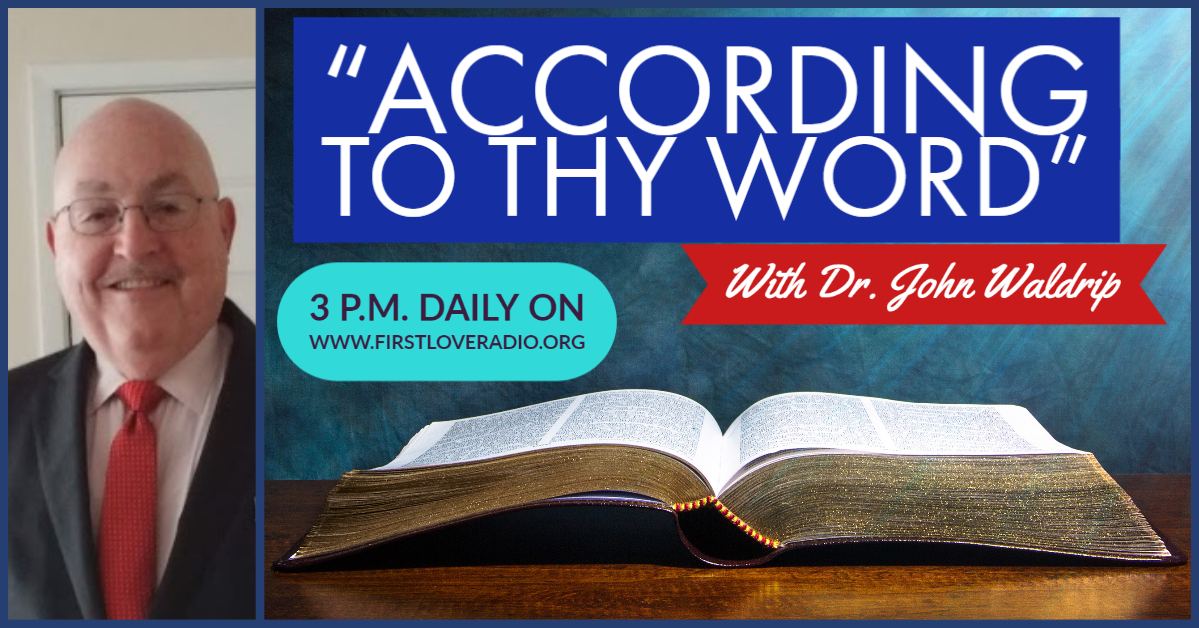 “ACCORDING
TO THY WORD”
With Dr. John Waldrip
3 P.M. DAILY ON
WWW.FIRSTLOVERADIO.ORG